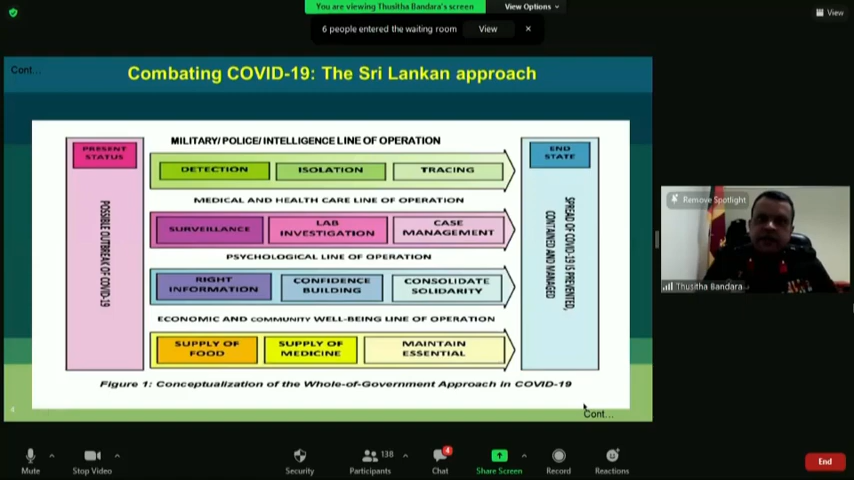 You are viewing Thusitha Bandara's screen
View Options
View
6 people entered the waiting room
View
Cont...
Combating COVID-19: The Sri Lankan approach
MILITARY/ POLICE/ INTELLIGENCE LINE OF OPERATION
PRESENT
STATUS
POSSIBLE OUTBREAK OF COVID-19
DETECTION
ISOLATION
TRACING
MEDICAL AND HEALTH CARE LINE OF OPERATION
SURVEILLANCE
LAB
INVESTIGATION
CASE
MANAGEMENT
PSYCHOLOGICAL LINE OF OPERATION
RIGHT
INFORMATION
CONFIDENCE
BUILDING
CONSOLIDATE
SOLIDARITY
ECONOMIC AND COMMUNITY WELL-BEING LINE OF OPERATION
SUPPLY OF
FOOD
SUPPLY OF
MEDICINE
MAINTAIN
ESSENTIAL
END
STATE
SPREAD OF COVID-19 IS PREVENTED,
CONTAINED AND MANAGED
Figure 1: Conceptualization of the Whole-of-Government Approach in COVID-19
Cont...
Remove Spotlight
Thusitha Bandara
Mute
Stop Video
Security
138
Participants
4
Chat
Share Screen
Record
Reactions
End